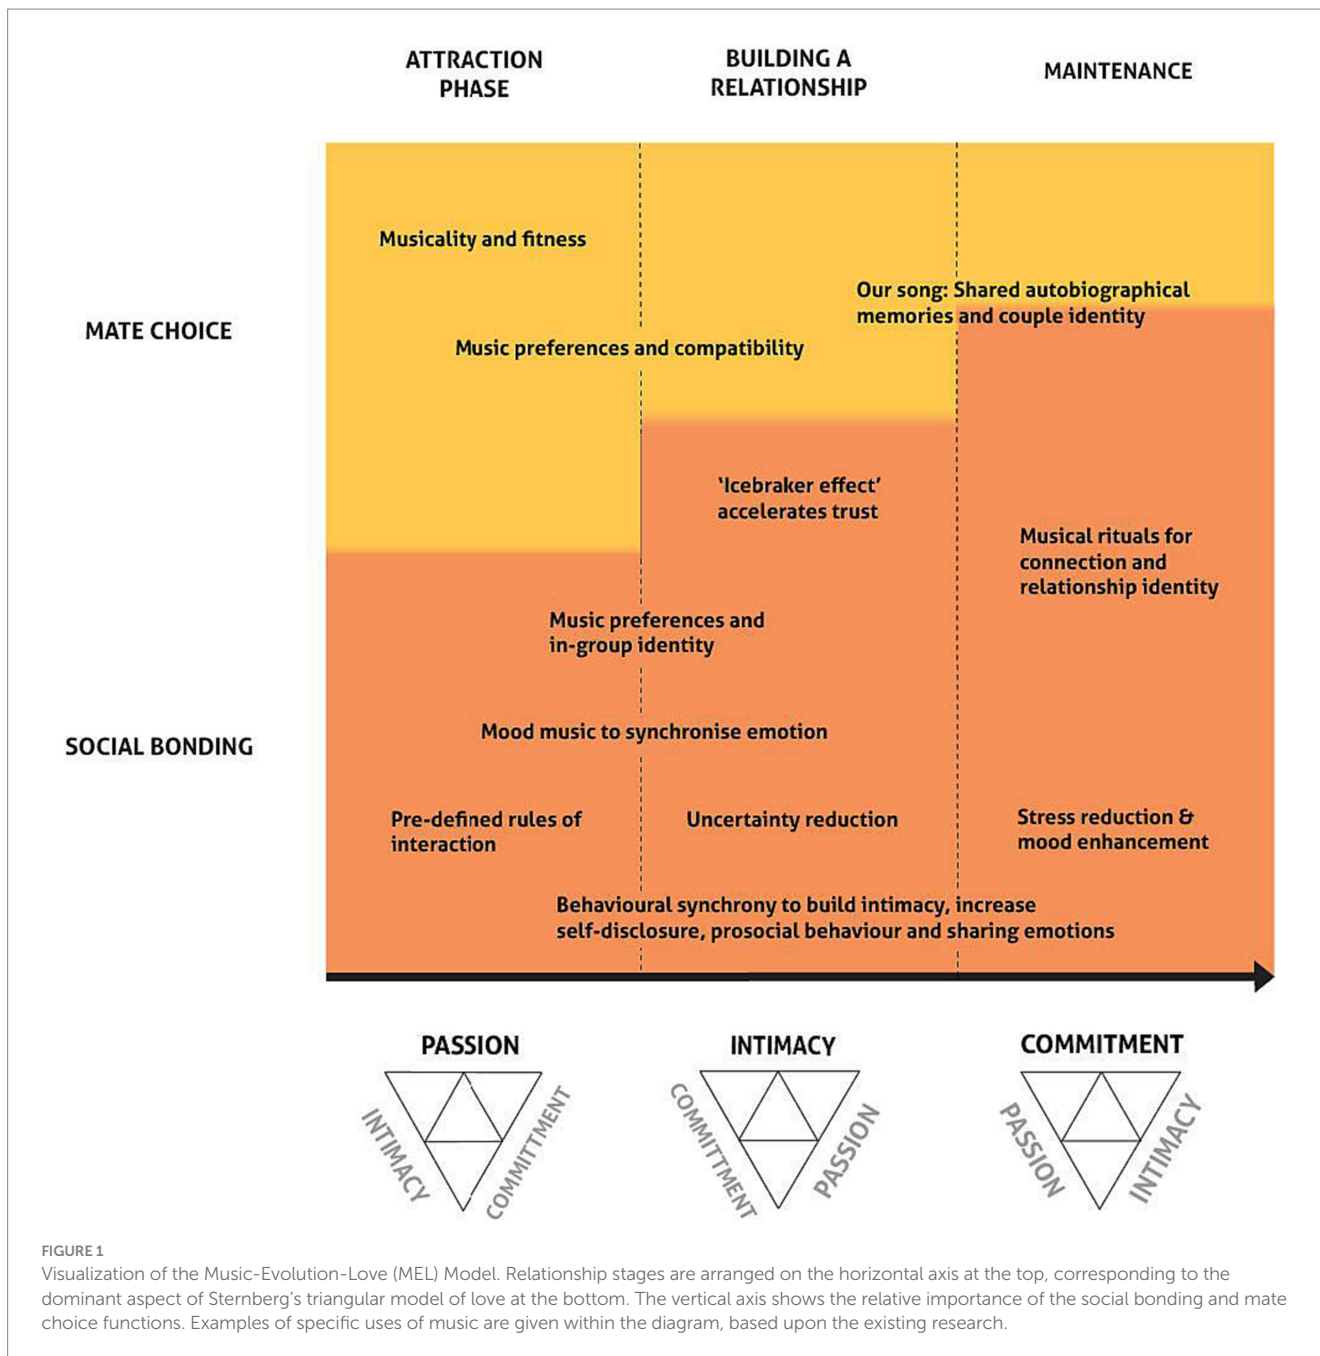 ATTRACTION
PHASE
BUILDING A
RELATIONSHIP
MAINTENANCE
MATE CHOICE
SOCIAL BONDING
Musicality and fitness
Our song: Shared autobiographical
memories and couple identity
Music preferences and compatibility
'Icebraker effect'
accelerates trust
Musical rituals for
connection and
relationship identity
Music preferences and
in-group identity
Mood music to synchronise emotion
Pre-defined rules of
interaction
Uncertainty reduction
Stress reduction &
mood enhancement
Behavioural synchrony to build intimacy, increase
self-disclosure, prosocial behaviour and sharing emotions
PASSION
INTIMACY
COMMITTMENT
INTIMACY
COMMITTMENT
PASSION
COMMITMENT
PASSION
INTIMACY
FIGURE 1
Visualization of the Music-Evolution-Love (MEL) Model. Relationship stages are arranged on the horizontal axis at the top, corresponding to the
dominant aspect of Sternberg's triangular model of love at the bottom. The vertical axis shows the relative importance of the social bonding and mate
choice functions. Examples of specific uses of music are given within the diagram, based upon the existing research.